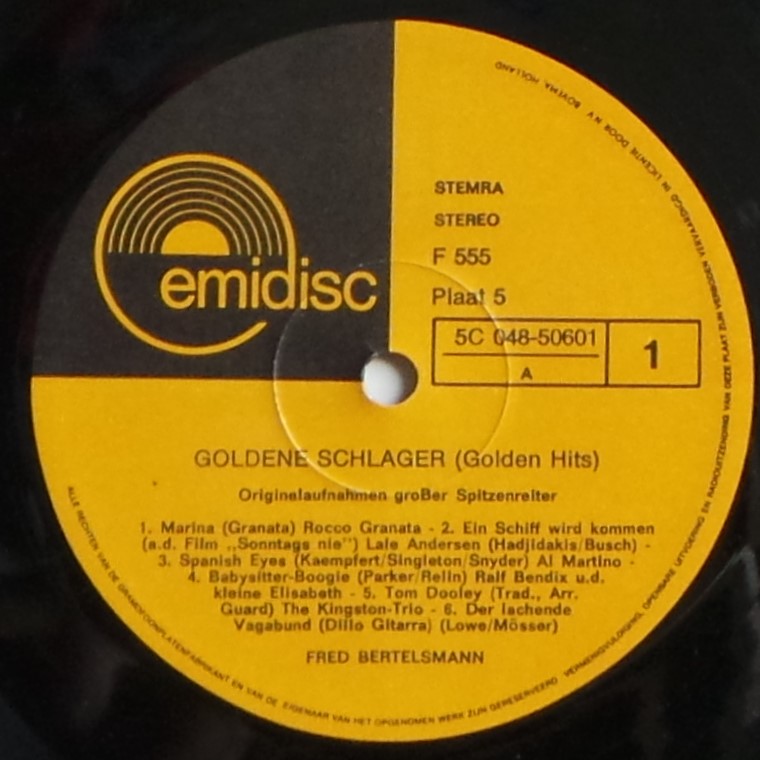 emidisc
STEMRA
STEREO
F 555
Plaat 5
5C 048-50601
A
1
GOLDENE SCHLAGER (Golden Hits)
Originalaufnahmen groBer Spitzenreiter
1. Marina (Granata) Rocco Granata - 2. Ein Schiff wird kommen
(a.d. Film „Sonntags nie") Lale Andersen (Hadjidakis/Busch) -
3. Spanish Eyes (Kaempfert/Singleton/Snyder) Al Martino -
4. Babysitter-Boogie (Parker/Relin) Ralf Bendix u.d.
kleine Elisabeth - 5. Tom Dooley (Trad., Arr.
Guard) The Kingston-Trio - 6. Der lachende
Vagabund (Dillo Gitarra) (Lowe/Mösser)
FRED BERTELSMANN
ALLE RECHTEN VAN DE GRAMOFOONPLATENFABRIKANT EN VAN DE EIGENAAR VAN HET OPGENOMEN WERK ZIJN GERESERVEERD VERMENIGVULDIGING, OPENBARE UITVOERING EN RADIOUITZENDING VAN DEZE PLAAT ZIJN VERBODEN VERVAARDIGD IN LICENTIE DOOR N.V. BOVEMA HOLLAND